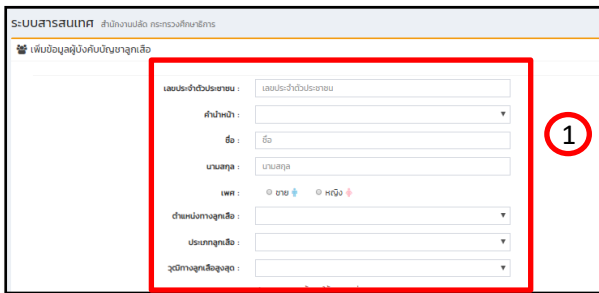 ระบบสารสนเทศ สำนักงานปลัด กระทรวงศึกษาธิการ
เพิ่มข้อมูลผู้บังคับบัญชาลูกเสือ
เลขประจำตัวประชาชน : เลขประจำตัวประชาชน
คำนำหน้า :
ชื่อ : ชื่อ
นามสกุล : นามสกุล
เพศ : ชาย หญิง
ตำแหน่งทางลูกเสือ :
ประเภทลูกเสือ :
วุฒิทางลูกเสือสูงสุด :
1